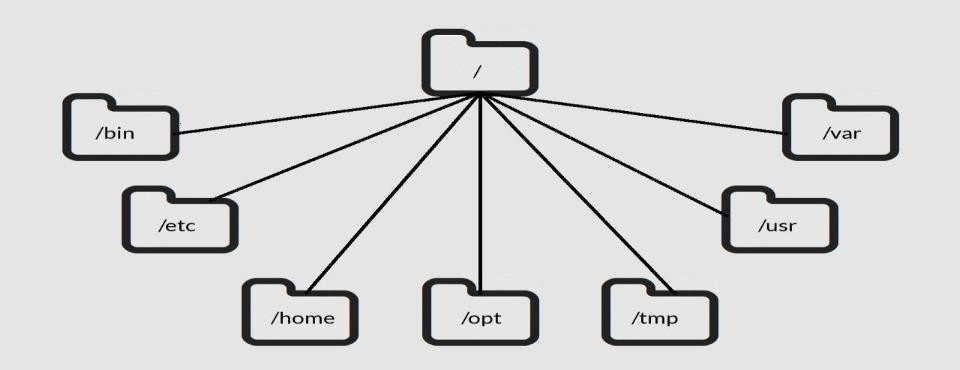 /
/bin
/var
/etc
/usr
/home
/opt
/tmp